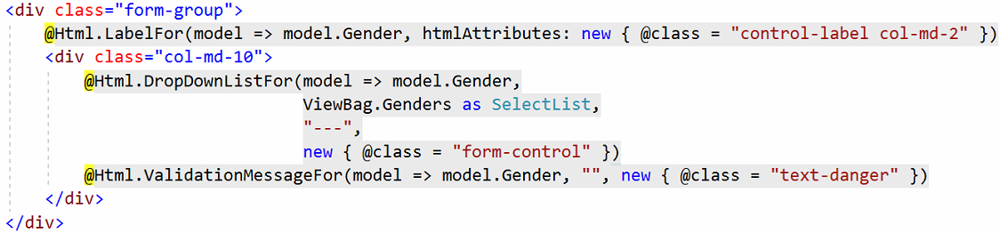 <div class="form-group">
@Html.LabelFor(model => model.Gender, htmlAttributes: new { @class = "control-label col-md-2" })
<div class="col-md-10">
@Html.DropDownListFor(model => model.Gender,
ViewBag.Genders as SelectList,
"---",
new { @class = "form-control" })
@Html.ValidationMessageFor(model => model.Gender, "", new { @class = "text-danger" })
</div>
</div>